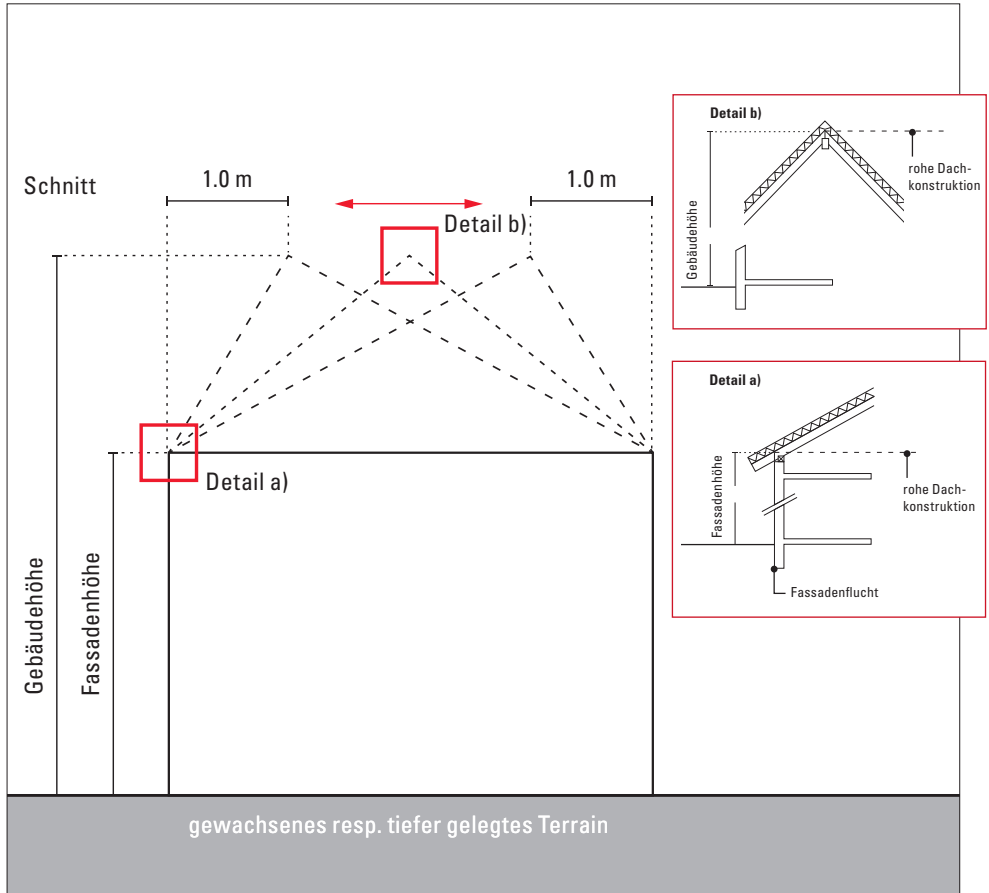 Schnitt
1.0 m
1.0 m
Detail b)
Detail a)
Gebäudehöhe
Fassadenhöhe
gewachsenes resp. tiefer gelegtes Terrain
Detail b)
rohe Dach-
konstruktion
Gebäudehöhe
Detail a)
rohe Dach-
konstruktion
Fassadenhöhe
Fassadenflucht